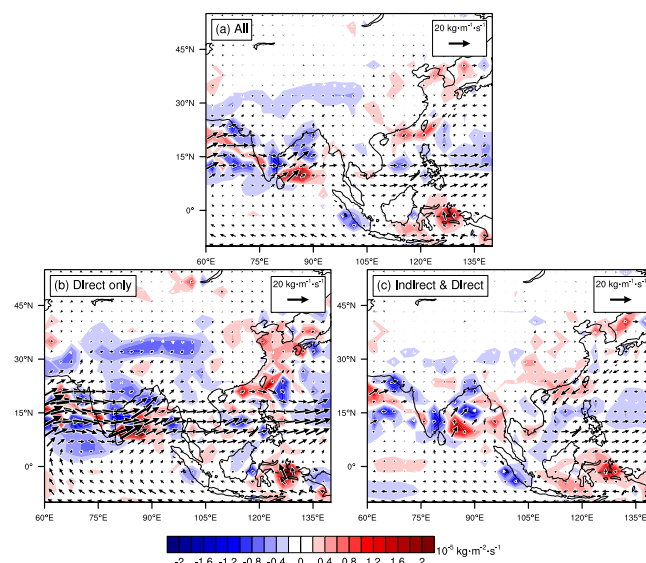 (a) All
20 kg·m⁻¹·s⁻¹
45°N
30°N
15°N
0°
60°E
75°E
90°E
105°E
120°E
135°E
(b) DIrect only
20 kg·m⁻¹·s⁻¹
(c) Indirect & DIrect
20 kg·m⁻¹·s⁻¹
45°N
45°N
30°N
30°N
15°N
15°N
0°
0°
60°E
75°E
90°E
105°E
120°E
135°E
60°E
75°E
90°E
105°E
120°E
135°E
-2
-1.6
-1.2
-0.8
-0.4
0
0.4
0.8
1.2
1.6
2
10⁻⁵ kg·m⁻²·s⁻¹